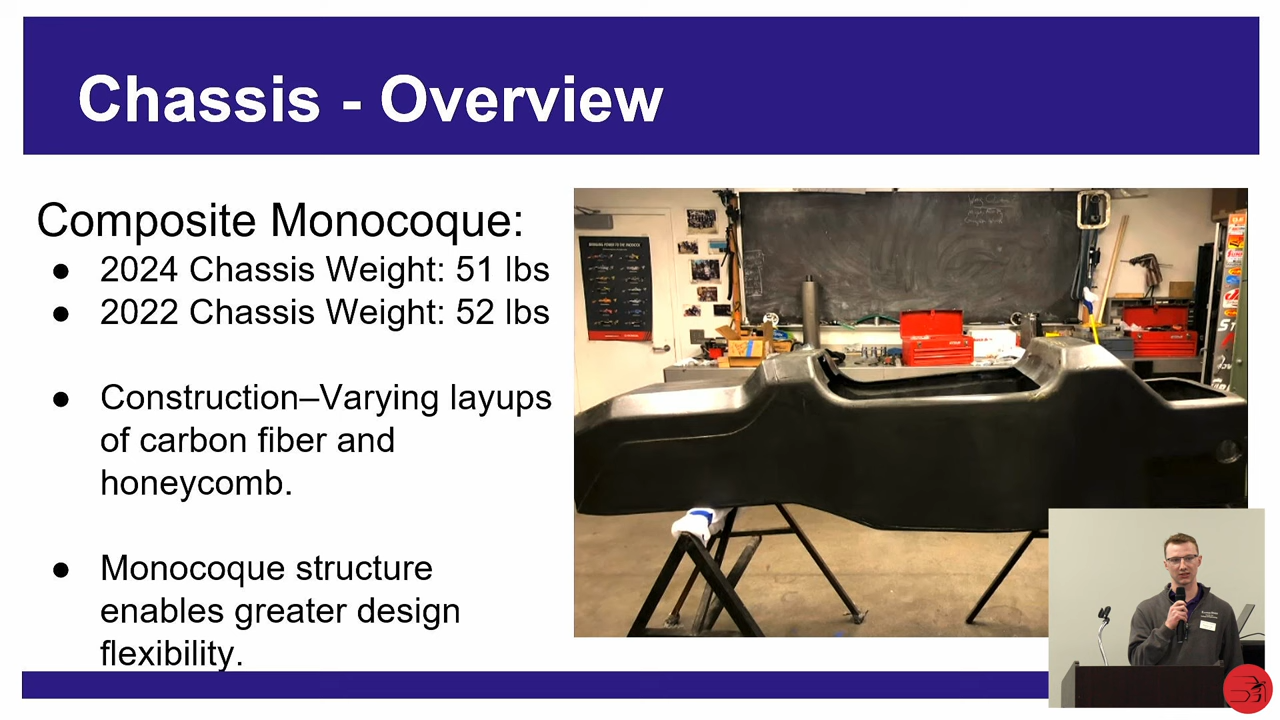 Chassis - Overview
Composite Monocoque:
● 2024 Chassis Weight: 51 lbs
● 2022 Chassis Weight: 52 lbs
● Construction–Varying layups
of carbon fiber and
honeycomb.
● Monocoque structure
enables greater design
flexibility.